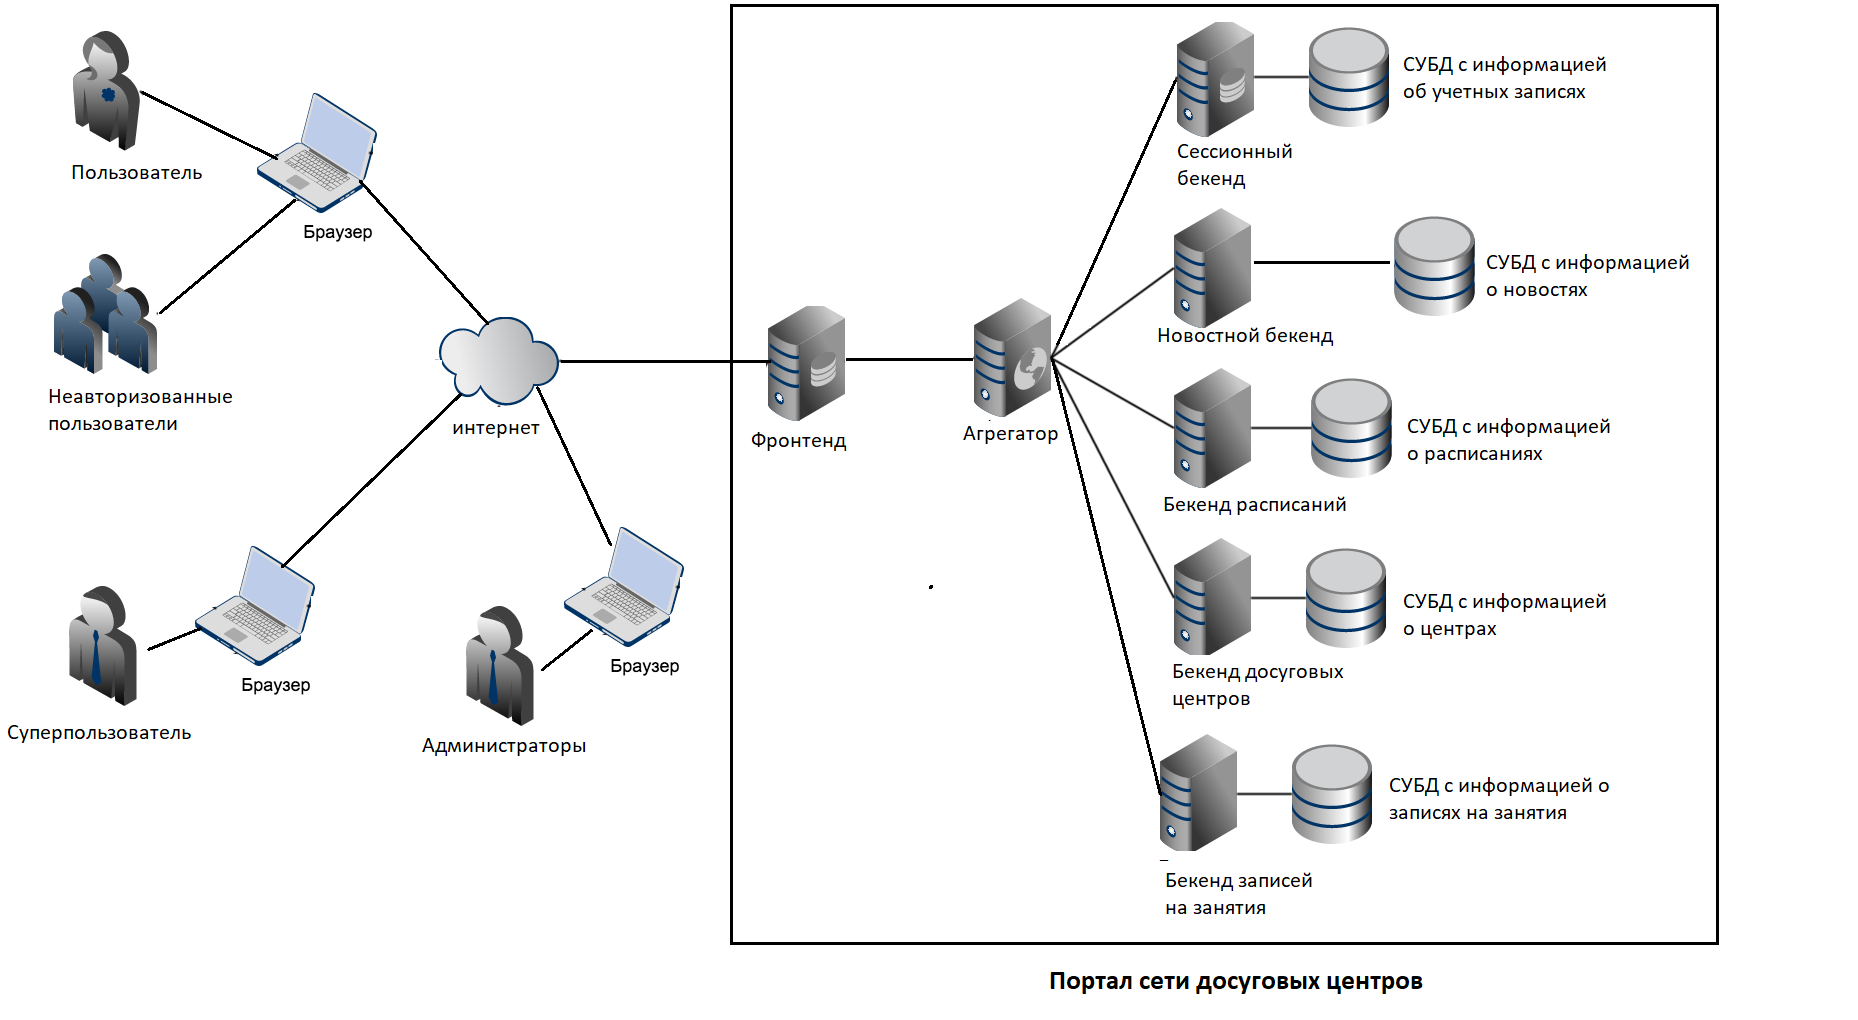 Пользователь
Браузер
Неавторизованные
пользователи
интернет
Суперпользователь
Браузер
Администраторы
Браузер
Фронтенд
Агрегатор
Сессионный
бекенд
СУБД с информацией
об учетных записях
Новостной бекенд
СУБД с информацией
о новостях
Бекенд расписаний
СУБД с информацией
о расписаниях
Бекенд досуговых
центров
СУБД с информацией
о центрах
Бекенд записей
на занятия
СУБД с информацией о
записях на занятия
Портал сети досуговых центров